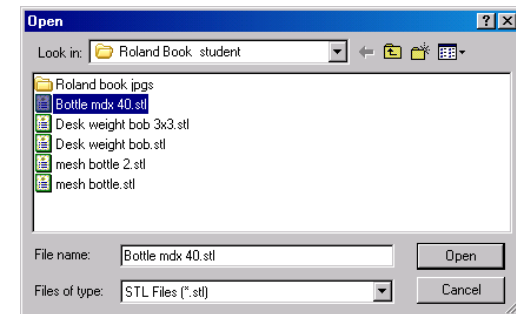 Open
Look in: Roland Book student
Roland book jpgs
Bottle mdx 40.stl
Desk weight bob 3x3.stl
Desk weight bob.stl
mesh bottle 2.stl
mesh bottle.stl
File name: Bottle mdx 40.stl Open
Files of type: STL Files (*.stl) Cancel